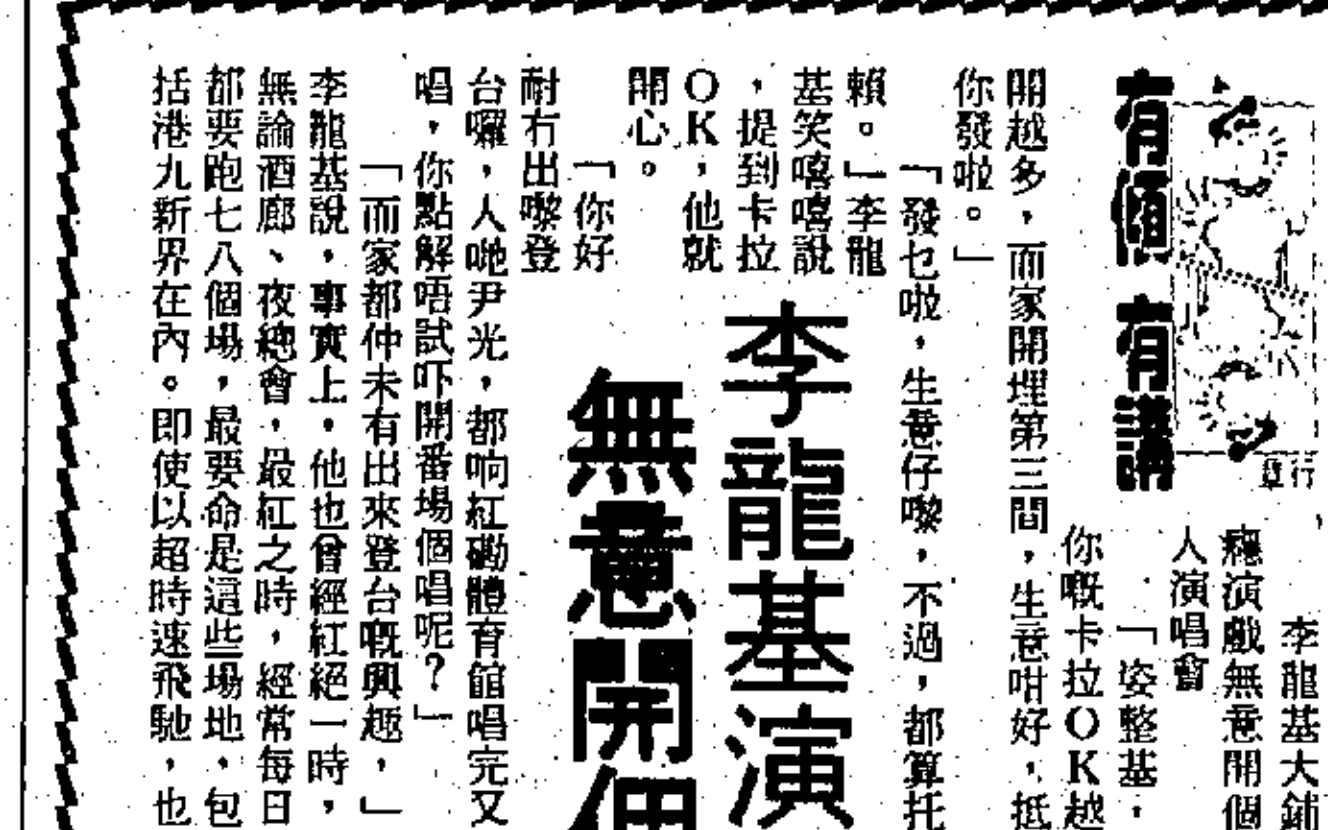 有傾有講
行
李龍基大鋪
癮演戲無意開個
人演唱會
「姿整基，
你嘅卡拉OK越
開越多，而家開埋第三間，生意咁好，抵
你發啦。」
「發乜啦，生意仔嚟，不過，都算托
賴。」李龍
基笑嘻嘻說
，提到卡拉
OK，他就
開心。
李龍基演
無意開個
「你好
耐冇出嚟登
台囉，人哋尹光，都响紅磡體育館唱完又
唱，你點解唔試吓開番場個唱呢？」
「而家都仲未有出來登台嘅興趣，」
李龍基說，事實上，他也曾經紅絕一時，
無論酒廊、夜總會，最紅之時，經常每日
都要跑七八個場，最要命是這些場地，包
括港九新界在內。即使以超時速飛馳，也